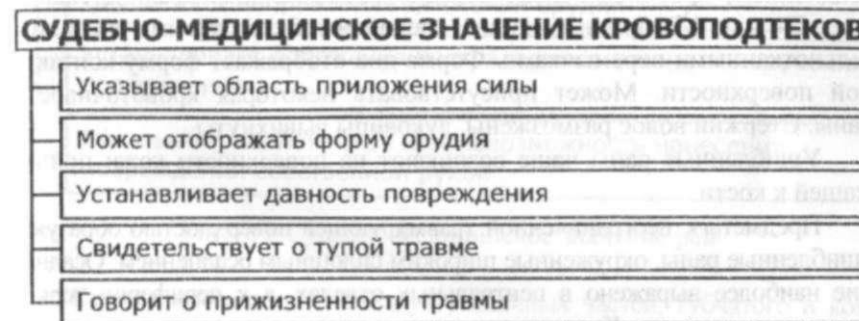 СУДЕБНО-МЕДИЦИНСКОЕ ЗНАЧЕНИЕ КРОВОПОДТЕКОВ
Указывает область приложения силы
Может отображать форму орудия
Устанавливает давность повреждения
Свидетельствует о тупой травме
Говорит о прижизненности травмы